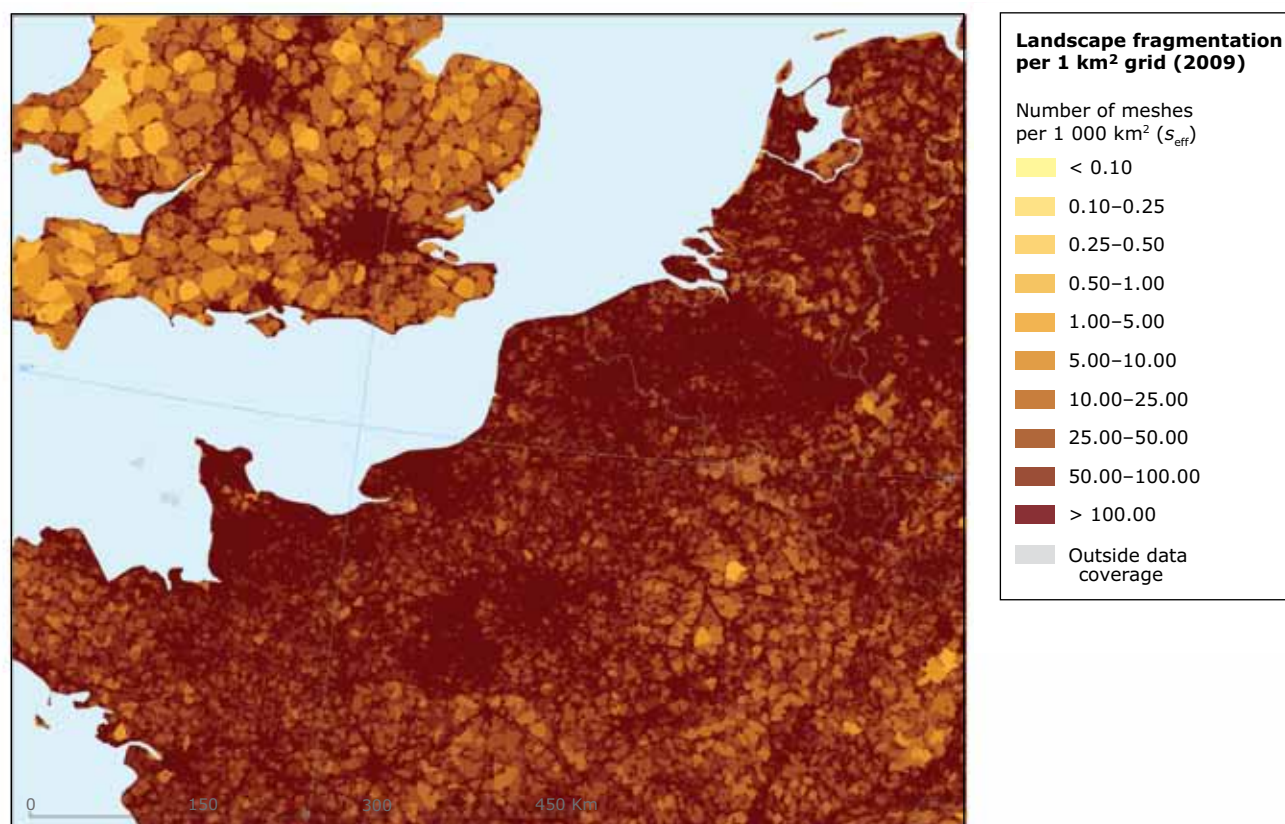 Landscape fragmentation
per 1 km² grid (2009)
Number of meshes
per 1 000 km² (s_eff)
< 0.10
0.10–0.25
0.25–0.50
0.50–1.00
1.00–5.00
5.00–10.00
10.00–25.00
25.00–50.00
50.00–100.00
> 100.00
Outside data
coverage
0 150 300 450 Km